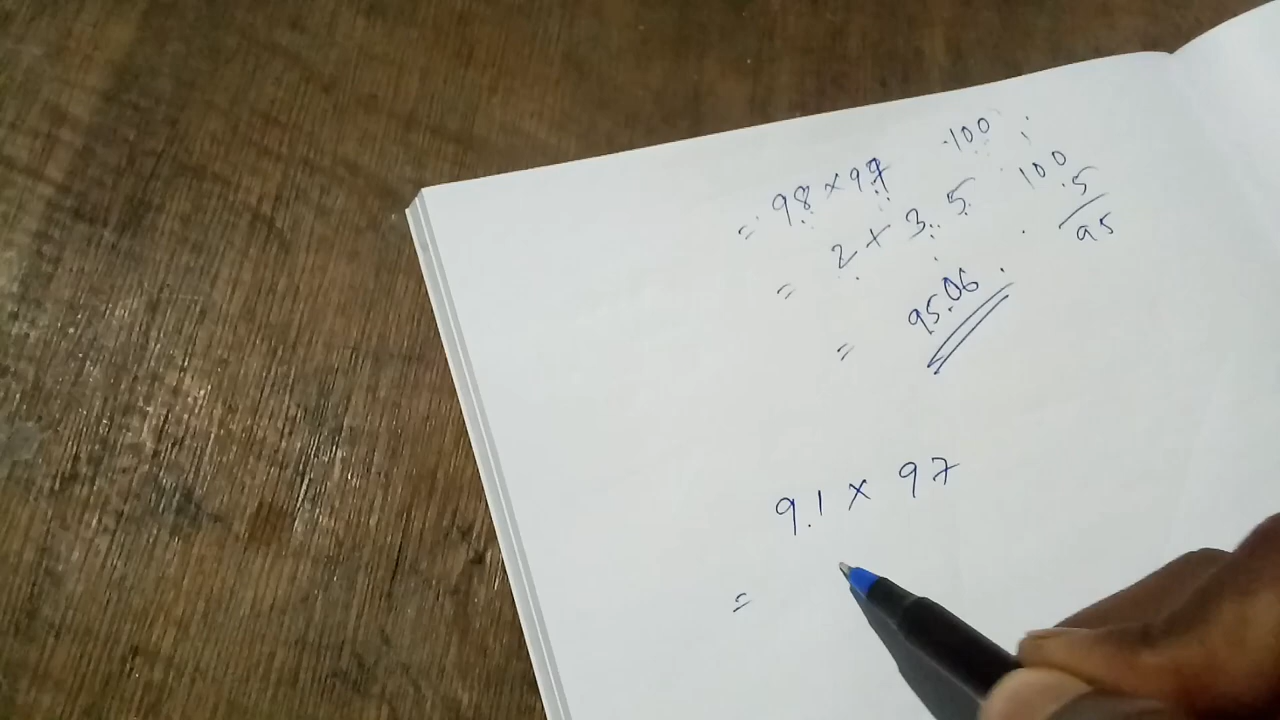 = 98 × 97 100
= 2 × 3 5 100
5
95
= 95.06
9.1 × 97
=